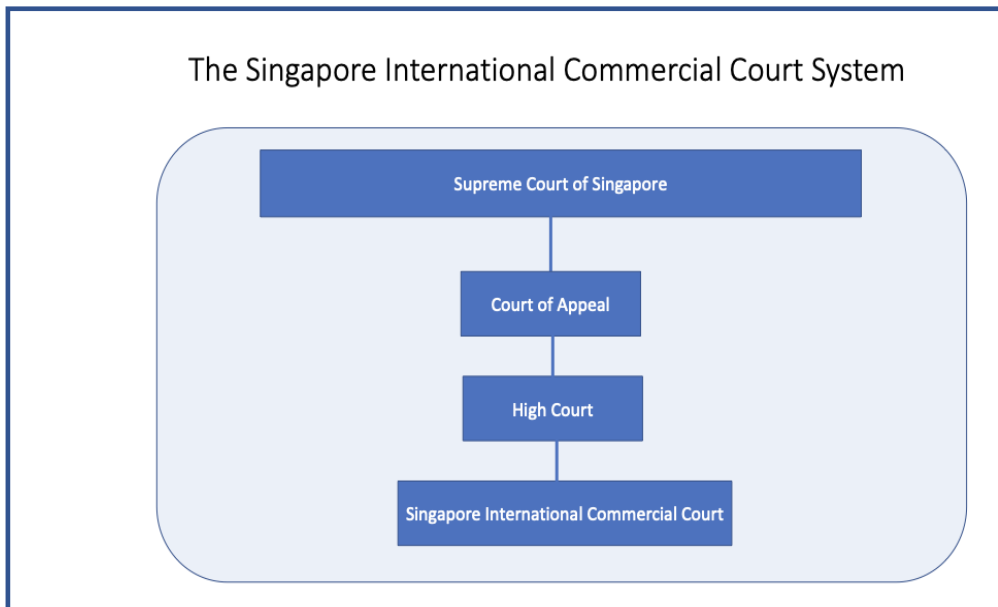 The Singapore International Commercial Court System
Supreme Court of Singapore
Court of Appeal
High Court
Singapore International Commercial Court